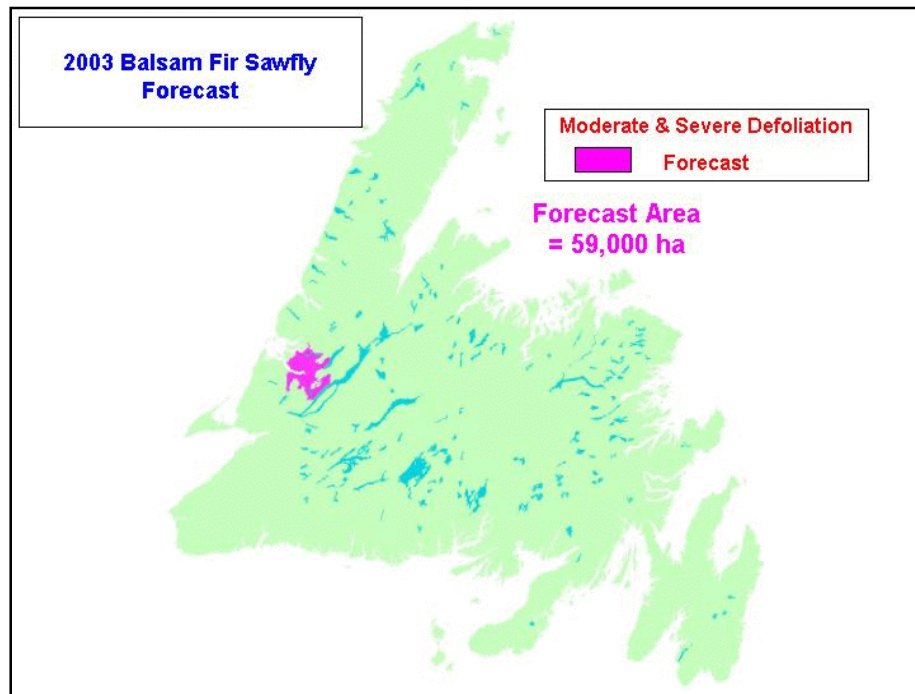 2003 Balsam Fir Sawfly
Forecast
Moderate & Severe Defoliation
Forecast
Forecast Area
= 59,000 ha